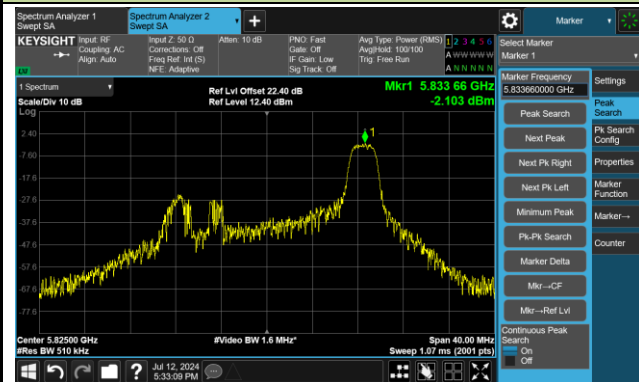 Spectrum Analyzer 1
Swept SA
Spectrum Analyzer 2
Swept SA
+
Marker
KEYSIGHT
Input: RF
Coupling: AC
Align: Auto
Input Z: 50 Ω
Corrections: Off
Freq Ref: Int (S)
NFE: Adaptive
Atten: 10 dB
PNO: Fast
Gate: Off
IF Gain: Low
Sig Track: Off
Avg Type: Power (RMS)
Avg|Hold: 100/100
Trig: Free Run
1 2 3 4 5 6
A W W W W W
A N N N N N
LXI
Select Marker
Marker 1
1 Spectrum
Scale/Div 10 dB
Log
Ref Lvl Offset 22.40 dB
Ref Level 12.40 dBm
Mkr1 5.833 66 GHz
-2.103 dBm
1
2.40
-7.60
-17.6
-27.6
-37.6
-47.6
-57.6
-67.6
-77.6
Center 5.82500 GHz
#Res BW 510 kHz
#Video BW 1.6 MHz*
Span 40.00 MHz
Sweep 1.07 ms (2001 pts)
Marker Frequency
5.833660000 GHz
Peak Search
Next Peak
Next Pk Right
Next Pk Left
Minimum Peak
Pk-Pk Search
Marker Delta
Mkr→CF
Mkr→Ref Lvl
Continuous Peak
Search
On
Off
Settings
Peak
Search
Pk Search
Config
Properties
Marker
Function
Marker→
Counter
?
Jul 12, 2024
5:33:09 PM